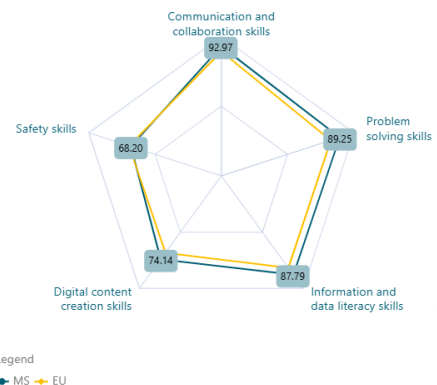 Communication and
collaboration skills
92.97
Problem
solving skills
89.25
Safety skills
68.20
74.14
87.79
Digital content
creation skills
Information and
data literacy skills
egend
MS EU